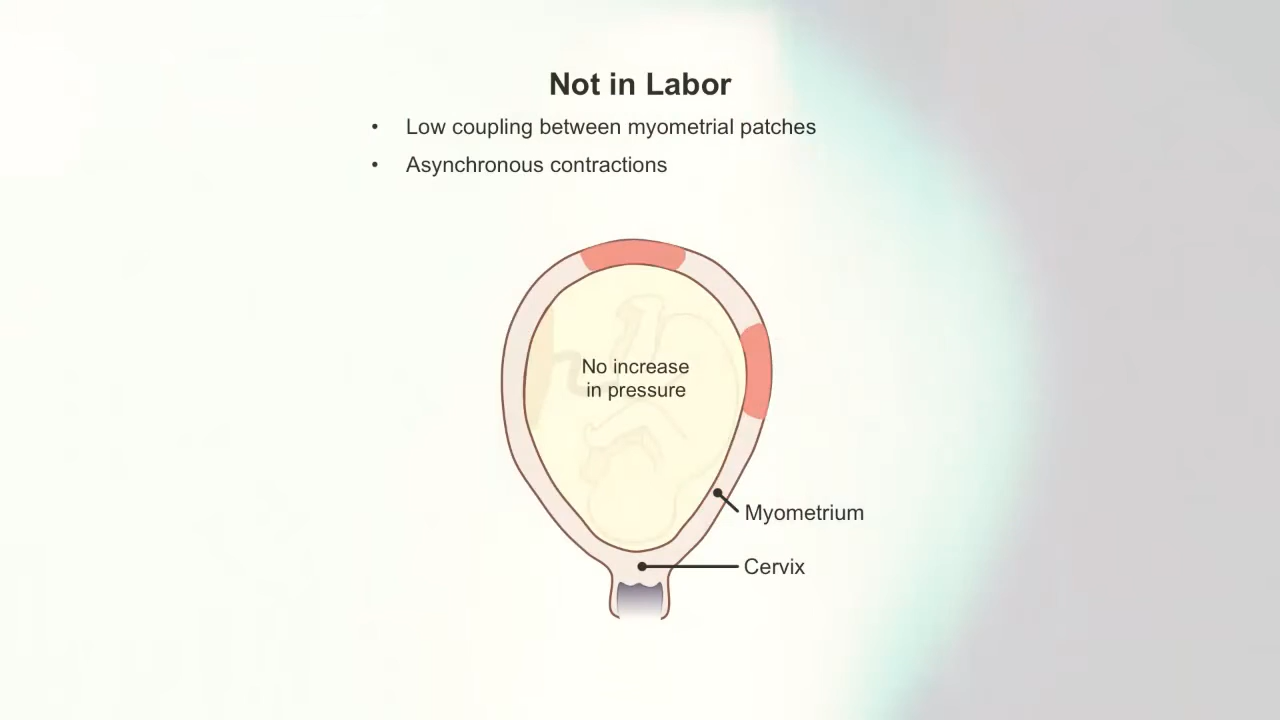 Not in Labor
• Low coupling between myometrial patches
• Asynchronous contractions
No increase
in pressure
Myometrium
Cervix